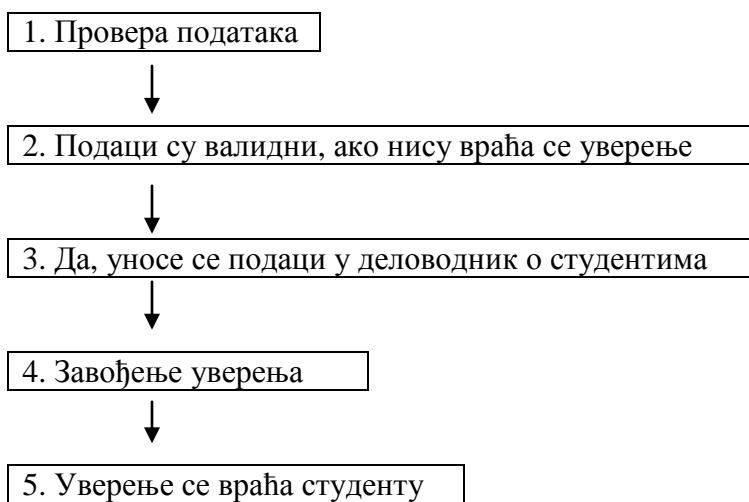 1. Провера података
2. Подаци су валидни, ако нису враћа се уверење
3. Да, уносе се подаци у деловодник о студентима
4. Завођење уверења
5. Уверење се враћа студенту